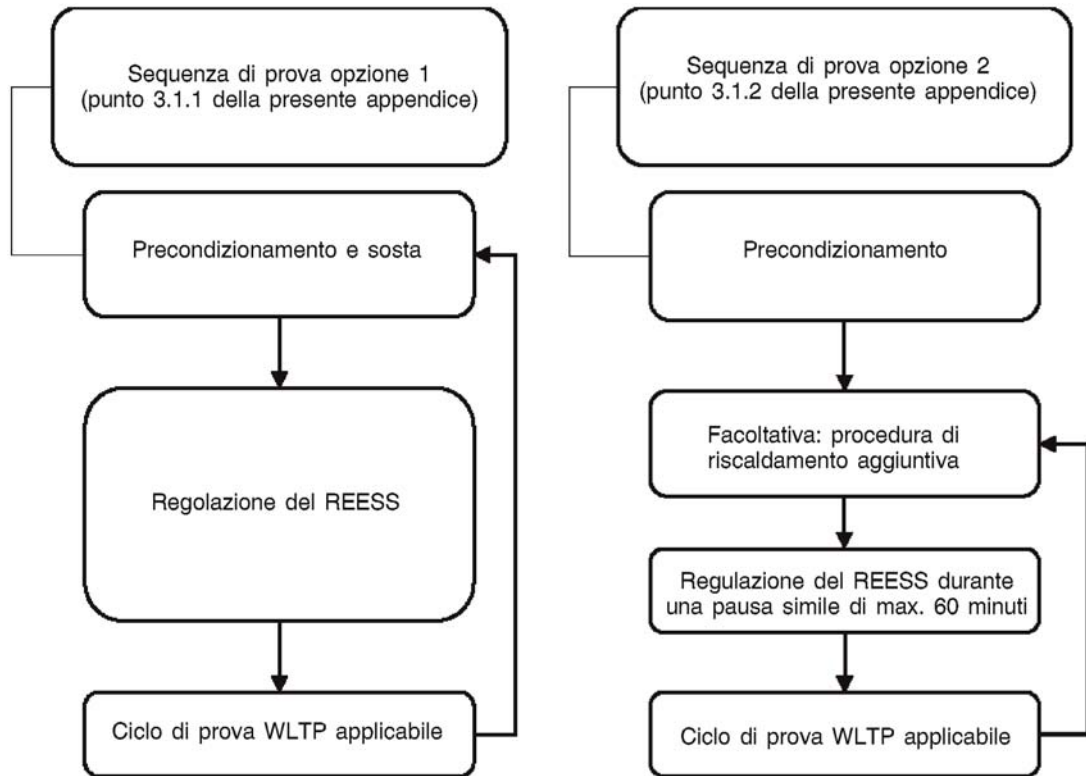 Sequenza di prova opzione 1
(punto 3.1.1 della presente appendice)
Precondizionamento e sosta
Regolazione del REESS
Ciclo di prova WLTP applicabile
Sequenza di prova opzione 2
(punto 3.1.2 della presente appendice)
Precondizionamento
Facoltativa: procedura di
riscaldamento aggiuntiva
Regulazione del REESS durante
una pausa simile di max. 60 minuti
Ciclo di prova WLTP applicabile